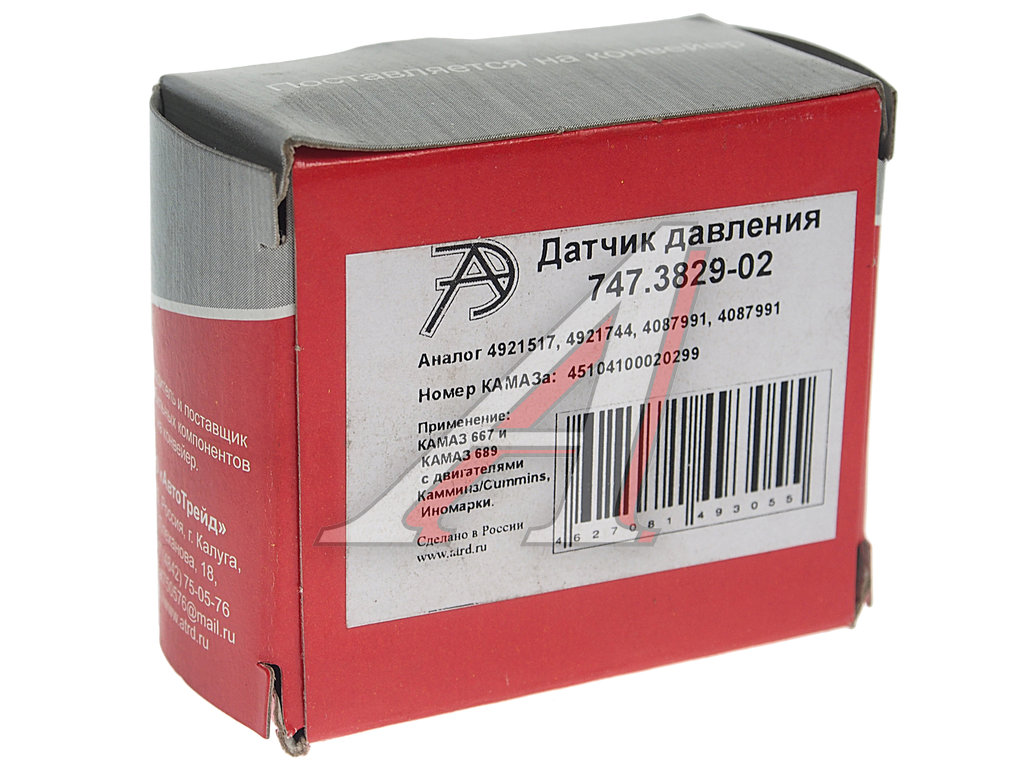 Поставляется на конвейер
Датчик давления
747.3829-02
Аналог 4921517, 4921744, 4087991, 4087991
Номер КАМАЗа: 45104100020299
Применение:
КАМАЗ 667 и
КАМАЗ 689
с двигателями
Камминз/Cummins,
Иномарки.
Сделано в России
www.atrd.ru
4 627081 493055
и поставщик
компонентов
конвейер.
«АвтоТрейд»
Россия, г. Калуга,
18,
75-05-76
@mail.ru
www.atrd.ru